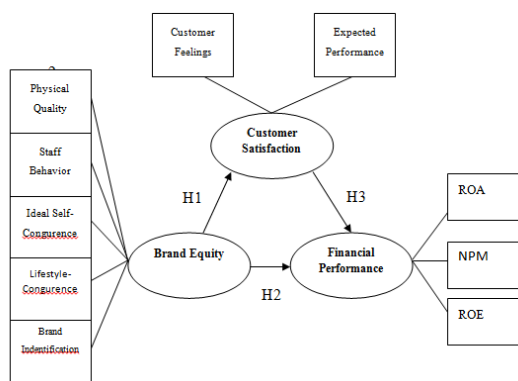 Customer
Feelings
Expected
Performance
Physical
Quality
Staff
Behavior
Ideal Self-
Congurence
Lifestyle-
Congurence
Brand
Indentification
Customer
Satisfaction
H1
H3
Brand Equity
Financial
Performance
H2
ROA
NPM
ROE